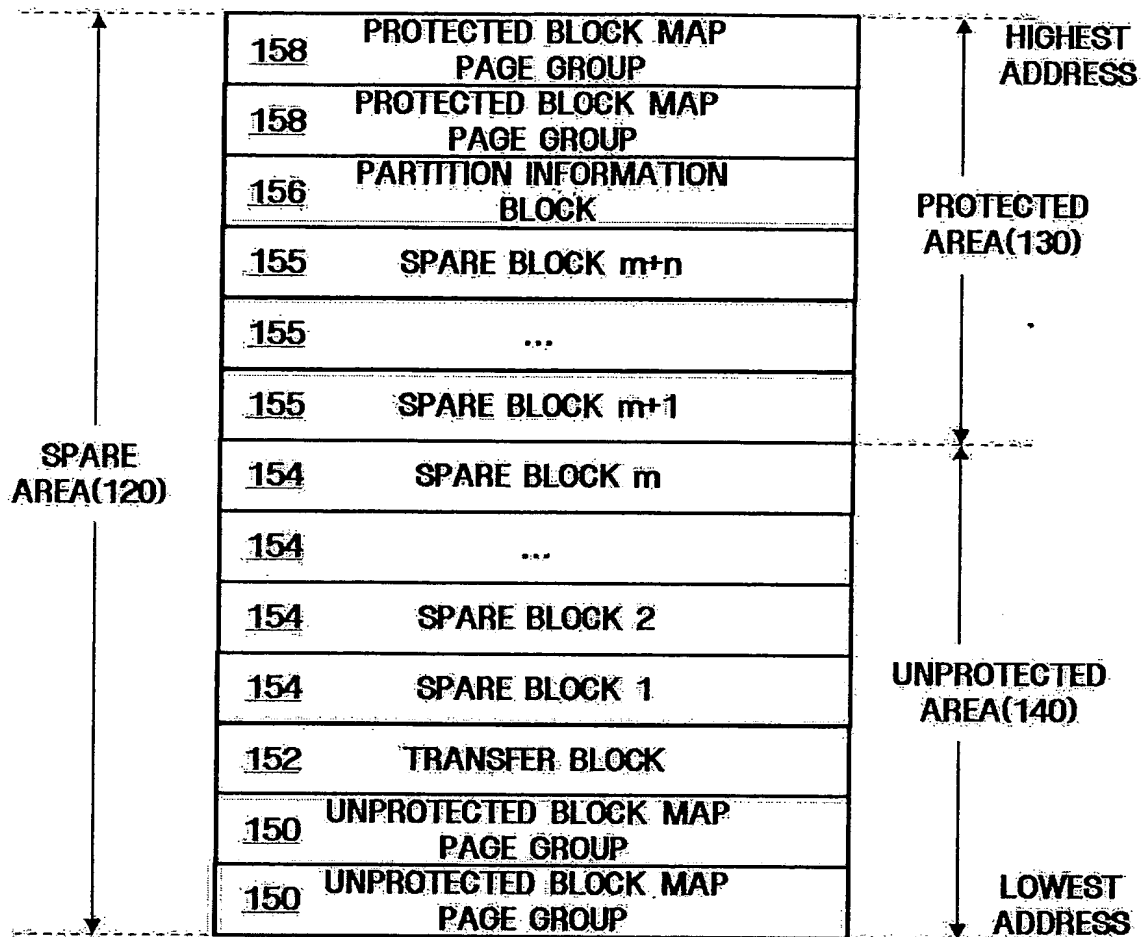 158 PROTECTED BLOCK MAP
PAGE GROUP
HIGHEST
ADDRESS
158 PROTECTED BLOCK MAP
PAGE GROUP
156 PARTITION INFORMATION
BLOCK
PROTECTED
AREA(130)
155 SPARE BLOCK m+n
155 ...
155 SPARE BLOCK m+1
SPARE
AREA(120)
154 SPARE BLOCK m
154 ...
154 SPARE BLOCK 2
154 SPARE BLOCK 1
UNPROTECTED
AREA(140)
152 TRANSFER BLOCK
150 UNPROTECTED BLOCK MAP
PAGE GROUP
150 UNPROTECTED BLOCK MAP
PAGE GROUP
LOWEST
ADDRESS